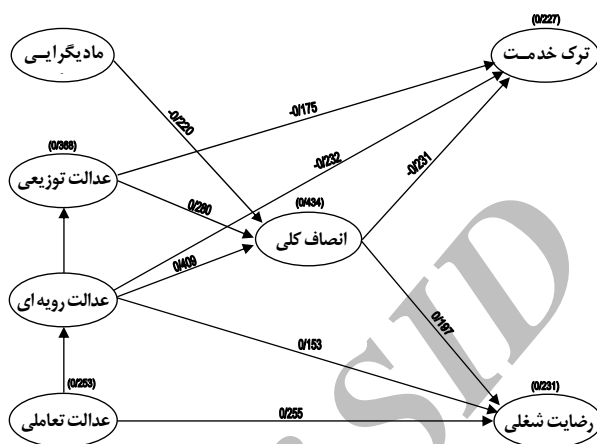 (0/227)
ترک خدمت
مادیگرایی
-0/175
-0/220
-0/232
-0/231
(0/368)
عدالت توزیعی
0/280
(0/434)
انصاف کلی
0/409
عدالت رویه ای
0/197
0/153
(0/253)
عدالت تعاملی
0/255
(0/231)
رضایت شغلی
SID